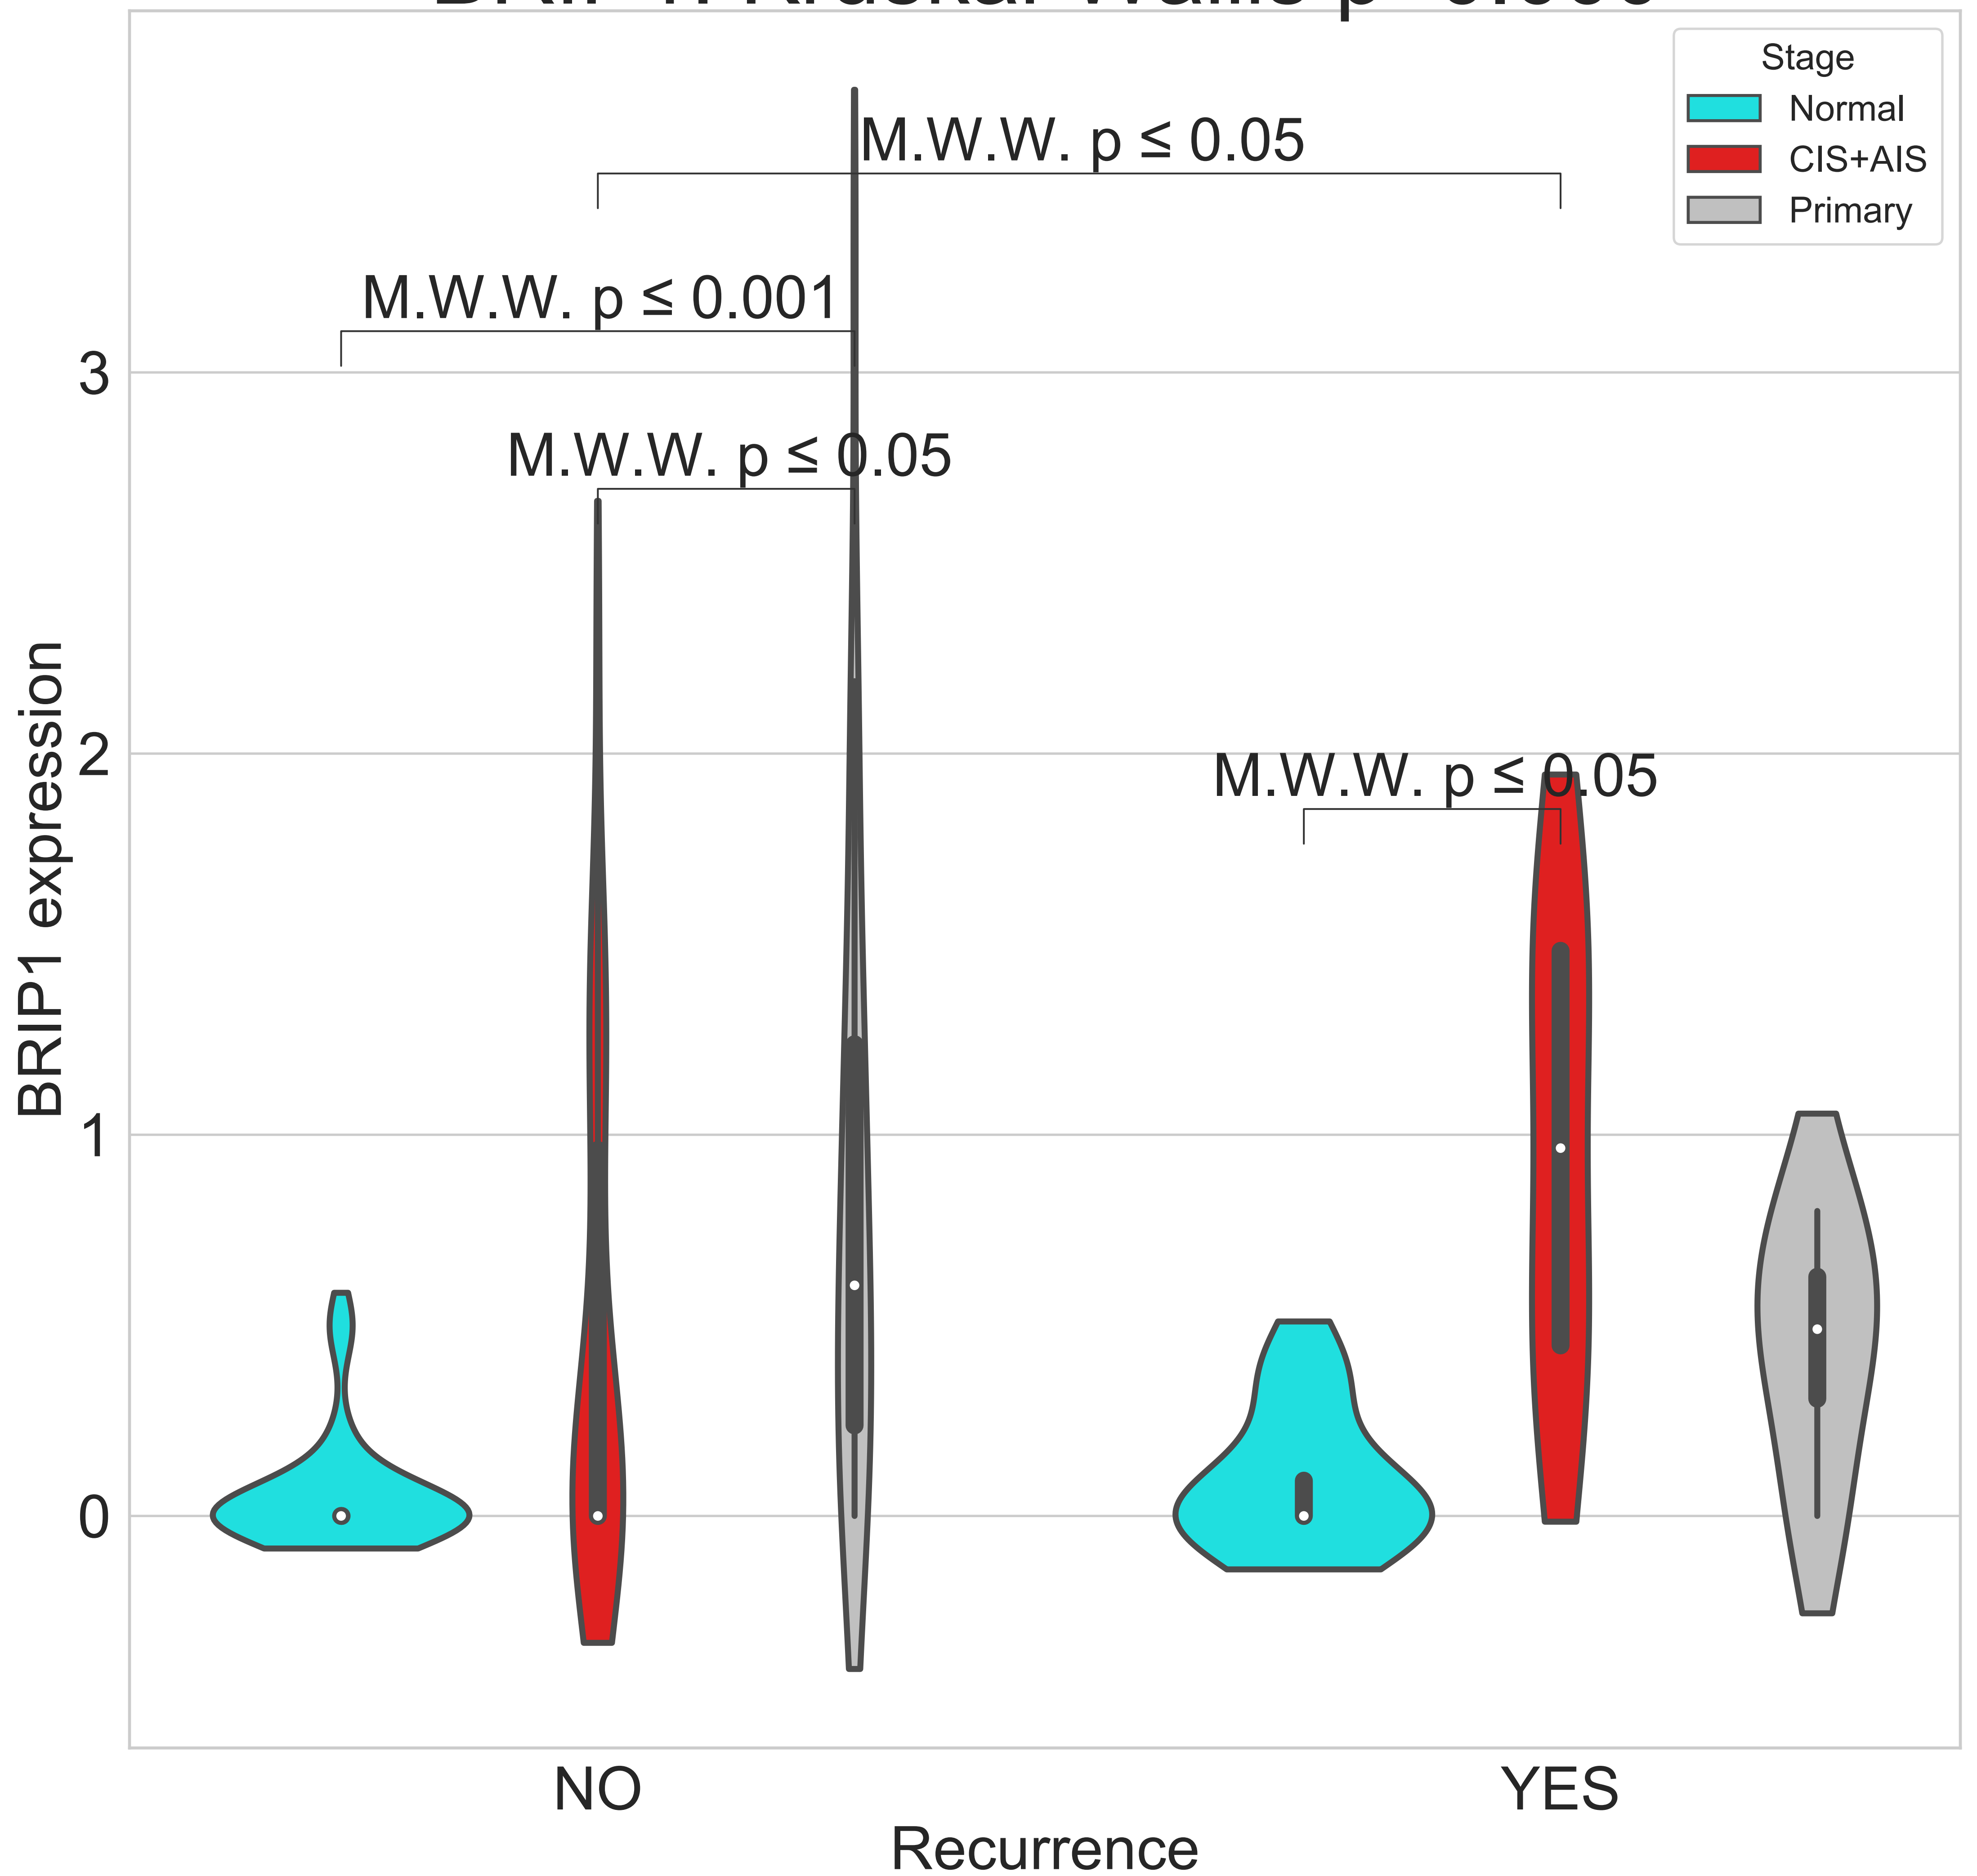 Stage
Normal
CIS+AIS
Primary
M.W.W. p ≤ 0.05
M.W.W. p ≤ 0.001
3
M.W.W. p ≤ 0.05
2
M.W.W. p ≤ 0.05
BRIP1 expression
1
0
NO
YES
Recurrence